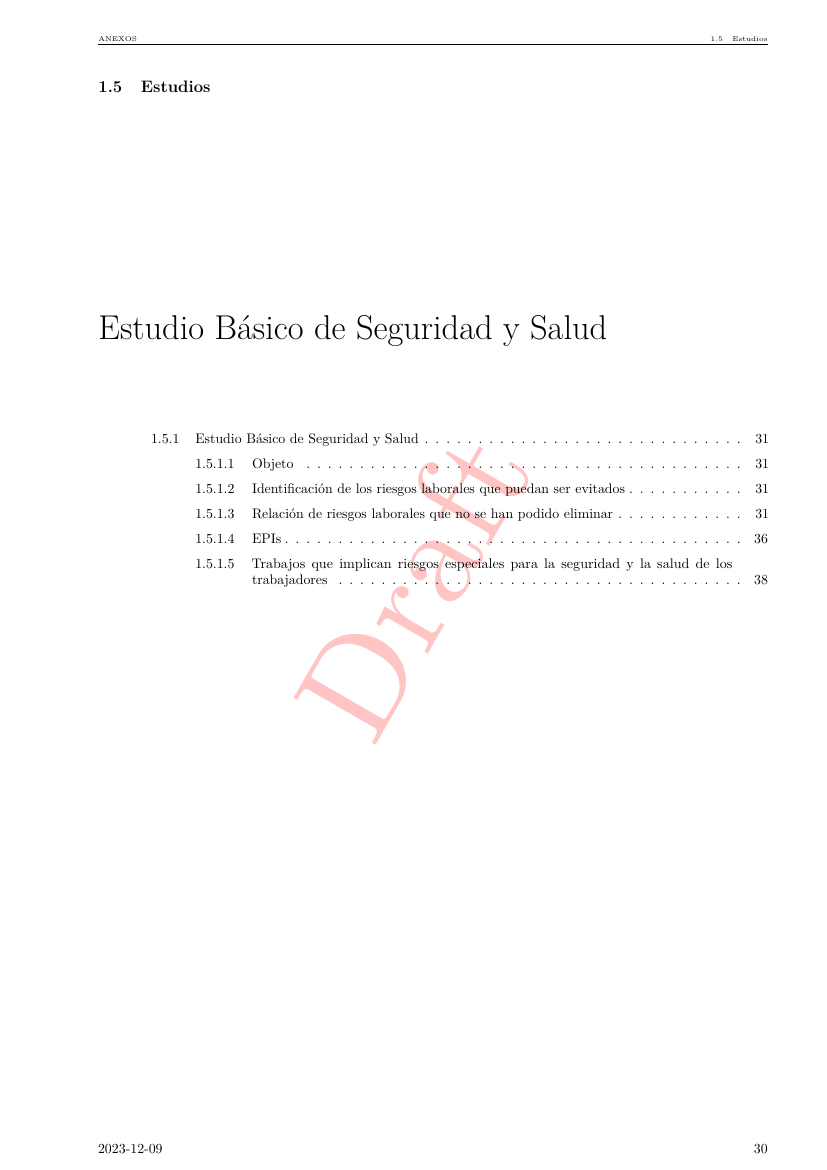 ANEXOS 1.5 Estudios
1.5 Estudios
Estudio Básico de Seguridad y Salud
1.5.1 Estudio Básico de Seguridad y Salud . . . . . . . . . . . . . . . . . . . . . . . . . . . . . . 31
1.5.1.1 Objeto . . . . . . . . . . . . . . . . . . . . . . . . . . . . . . . . . . . . . . . . . 31
1.5.1.2 Identificación de los riesgos laborales que puedan ser evitados . . . . . . . . . . . 31
1.5.1.3 Relación de riesgos laborales que no se han podido eliminar . . . . . . . . . . . . 31
1.5.1.4 EPIs . . . . . . . . . . . . . . . . . . . . . . . . . . . . . . . . . . . . . . . . . . . 36
1.5.1.5 Trabajos que implican riesgos especiales para la seguridad y la salud de los
trabajadores . . . . . . . . . . . . . . . . . . . . . . . . . . . . . . . . . . . . . . 38
Draft
2023-12-09 30